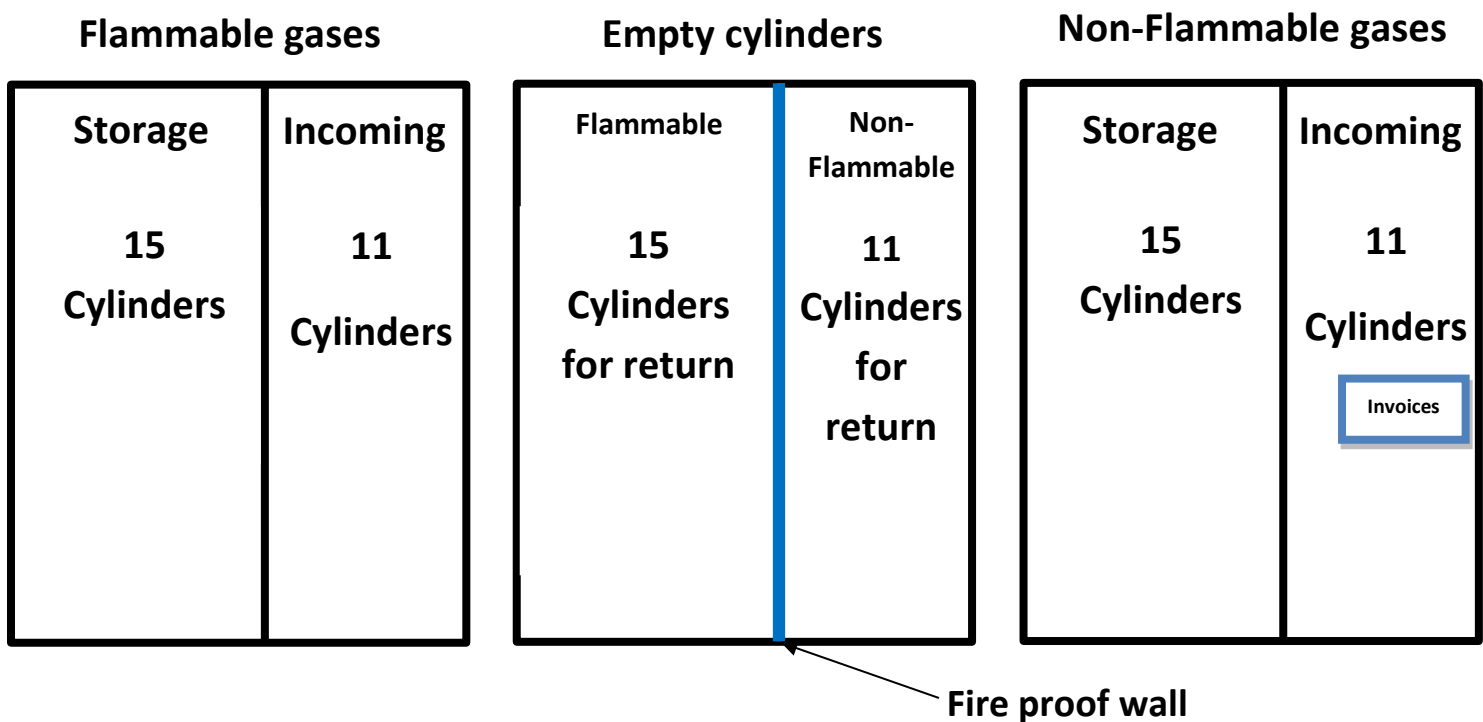 Flammable gases
Storage
15
Cylinders
Incoming
11
Cylinders
Empty cylinders
Flammable
15
Cylinders
for return
Non-
Flammable
11
Cylinders
for
return
Non-Flammable gases
Storage
15
Cylinders
Incoming
11
Cylinders
Invoices
Fire proof wall